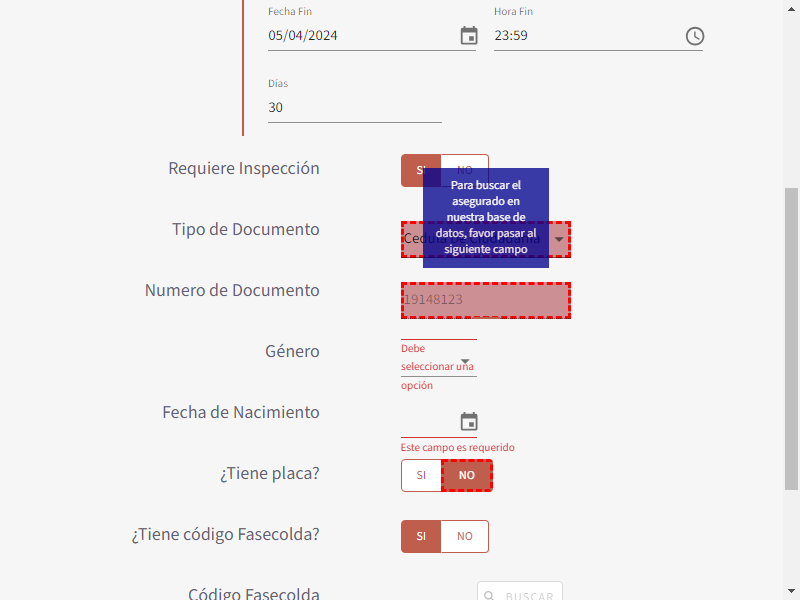 Fecha Fin
Hora Fin
05/04/2024
23:59
Días
30
Requiere Inspección
SI
NO
Para buscar el
asegurado en
nuestra base de
datos, favor pasar al
siguiente campo
Tipo de Documento
Cedula De Ciudadania
Numero de Documento
19148123
Género
Debe
seleccionar una
opción
Fecha de Nacimiento
Este campo es requerido
¿Tiene placa?
SI
NO
¿Tiene código Fasecolda?
SI
NO
Código Fasecolda
BUSCAR